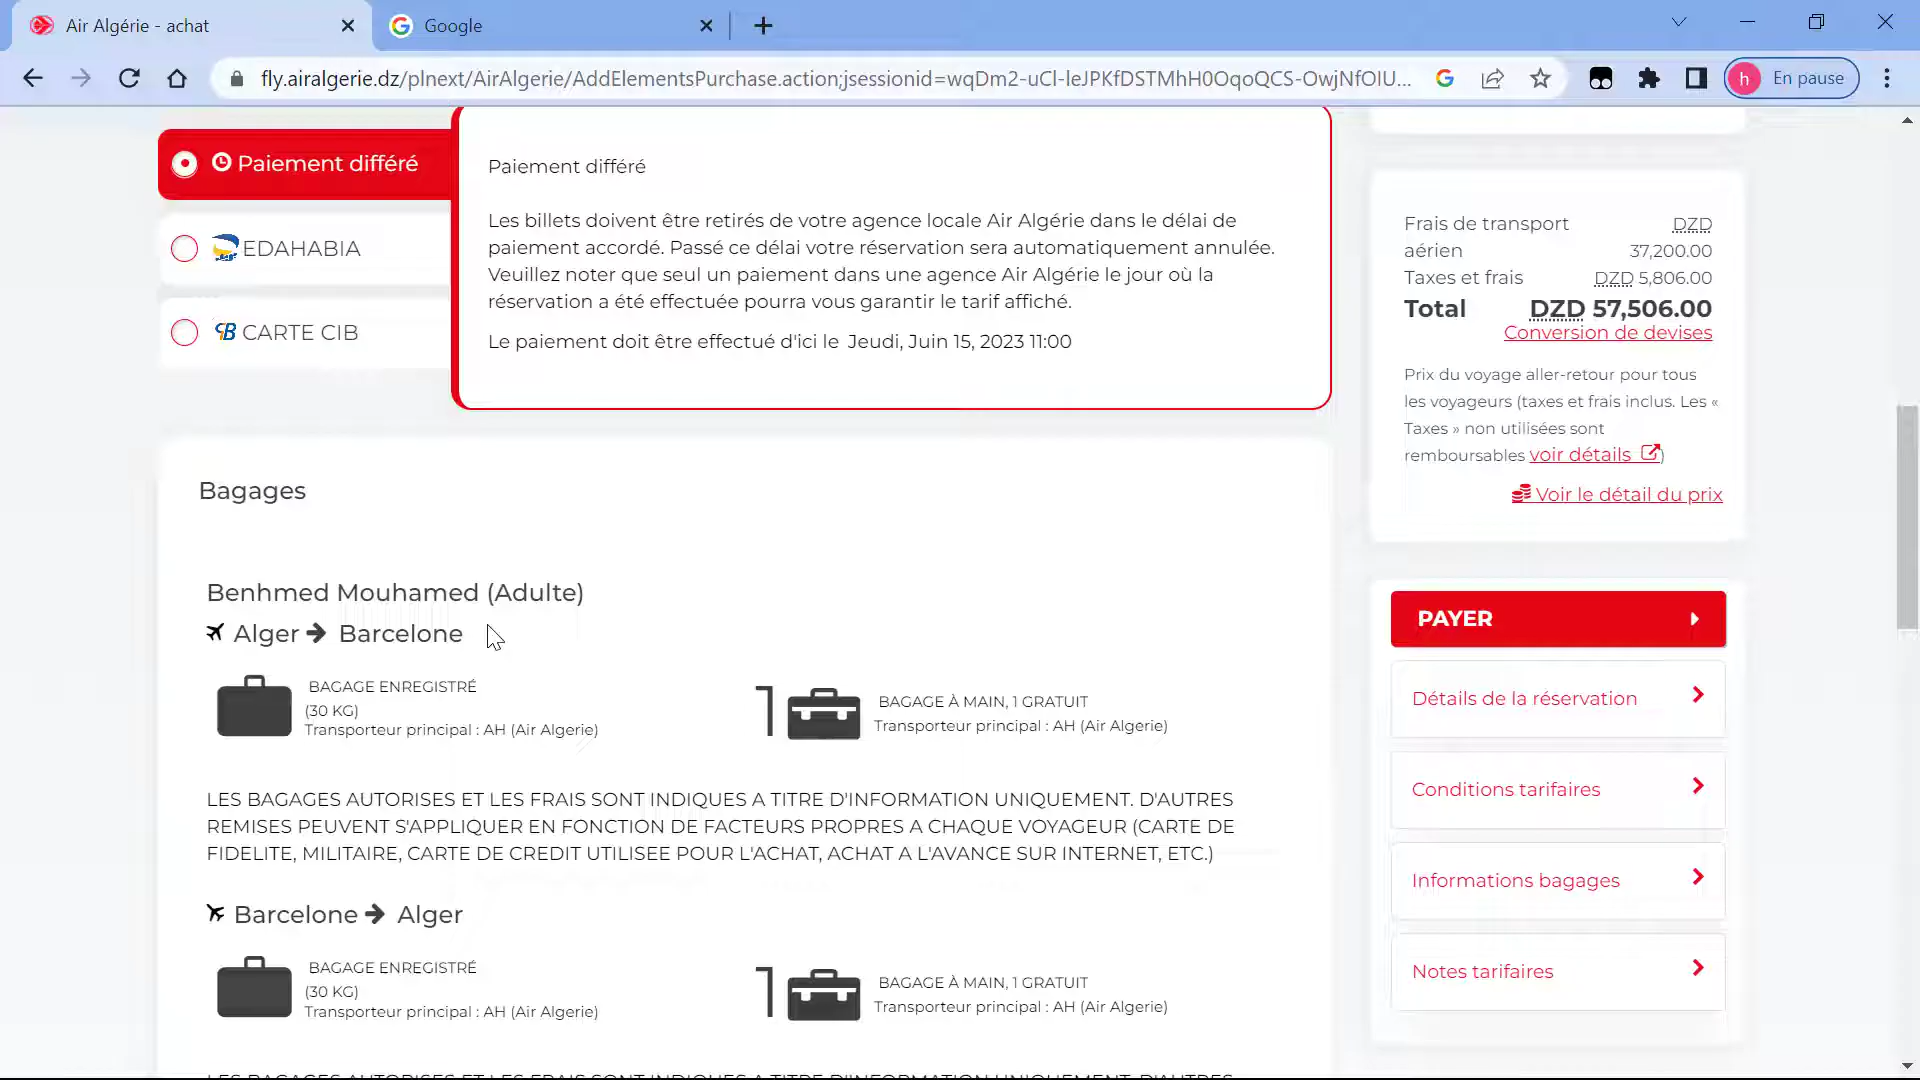 Air Algérie - achat
Google
fly.airalgerie.dz/plnext/AirAlgerie/AddElementsPurchase.action;jsessionid=wqDm2-uCl-leJPKfDSTMhH0OqoQCS-OwjNfOIU...
h En pause
Paiement différé
EDAHABIA
CARTE CIB
Paiement différé
Les billets doivent être retirés de votre agence locale Air Algérie dans le délai de
paiement accordé. Passé ce délai votre réservation sera automatiquement annulée.
Veuillez noter que seul un paiement dans une agence Air Algérie le jour où la
réservation a été effectuée pourra vous garantir le tarif affiché.
Le paiement doit être effectué d'ici le Jeudi, Juin 15, 2023 11:00
Frais de transport DZD
aérien 37,200.00
Taxes et frais DZD 5,806.00
Total DZD 57,506.00
Conversion de devises
Prix du voyage aller-retour pour tous
les voyageurs (taxes et frais inclus. Les «
Taxes » non utilisées sont
remboursables voir détails )
Voir le détail du prix
PAYER
Détails de la réservation
Conditions tarifaires
Informations bagages
Notes tarifaires
Bagages
Benhmed Mouhamed (Adulte)
Alger Barcelone
BAGAGE ENREGISTRÉ
(30 KG)
Transporteur principal : AH (Air Algerie)
1 BAGAGE À MAIN, 1 GRATUIT
Transporteur principal : AH (Air Algerie)
LES BAGAGES AUTORISES ET LES FRAIS SONT INDIQUES A TITRE D'INFORMATION UNIQUEMENT. D'AUTRES
REMISES PEUVENT S'APPLIQUER EN FONCTION DE FACTEURS PROPRES A CHAQUE VOYAGEUR (CARTE DE
FIDELITE, MILITAIRE, CARTE DE CREDIT UTILISEE POUR L'ACHAT, ACHAT A L'AVANCE SUR INTERNET, ETC.)
Barcelone Alger
BAGAGE ENREGISTRÉ
(30 KG)
Transporteur principal : AH (Air Algerie)
1 BAGAGE À MAIN, 1 GRATUIT
Transporteur principal : AH (Air Algerie)
LES BAGAGES AUTORISES ET LES FRAIS SONT INDIQUES A TITRE D'INFORMATION UNIQUEMENT. D'AUTRES